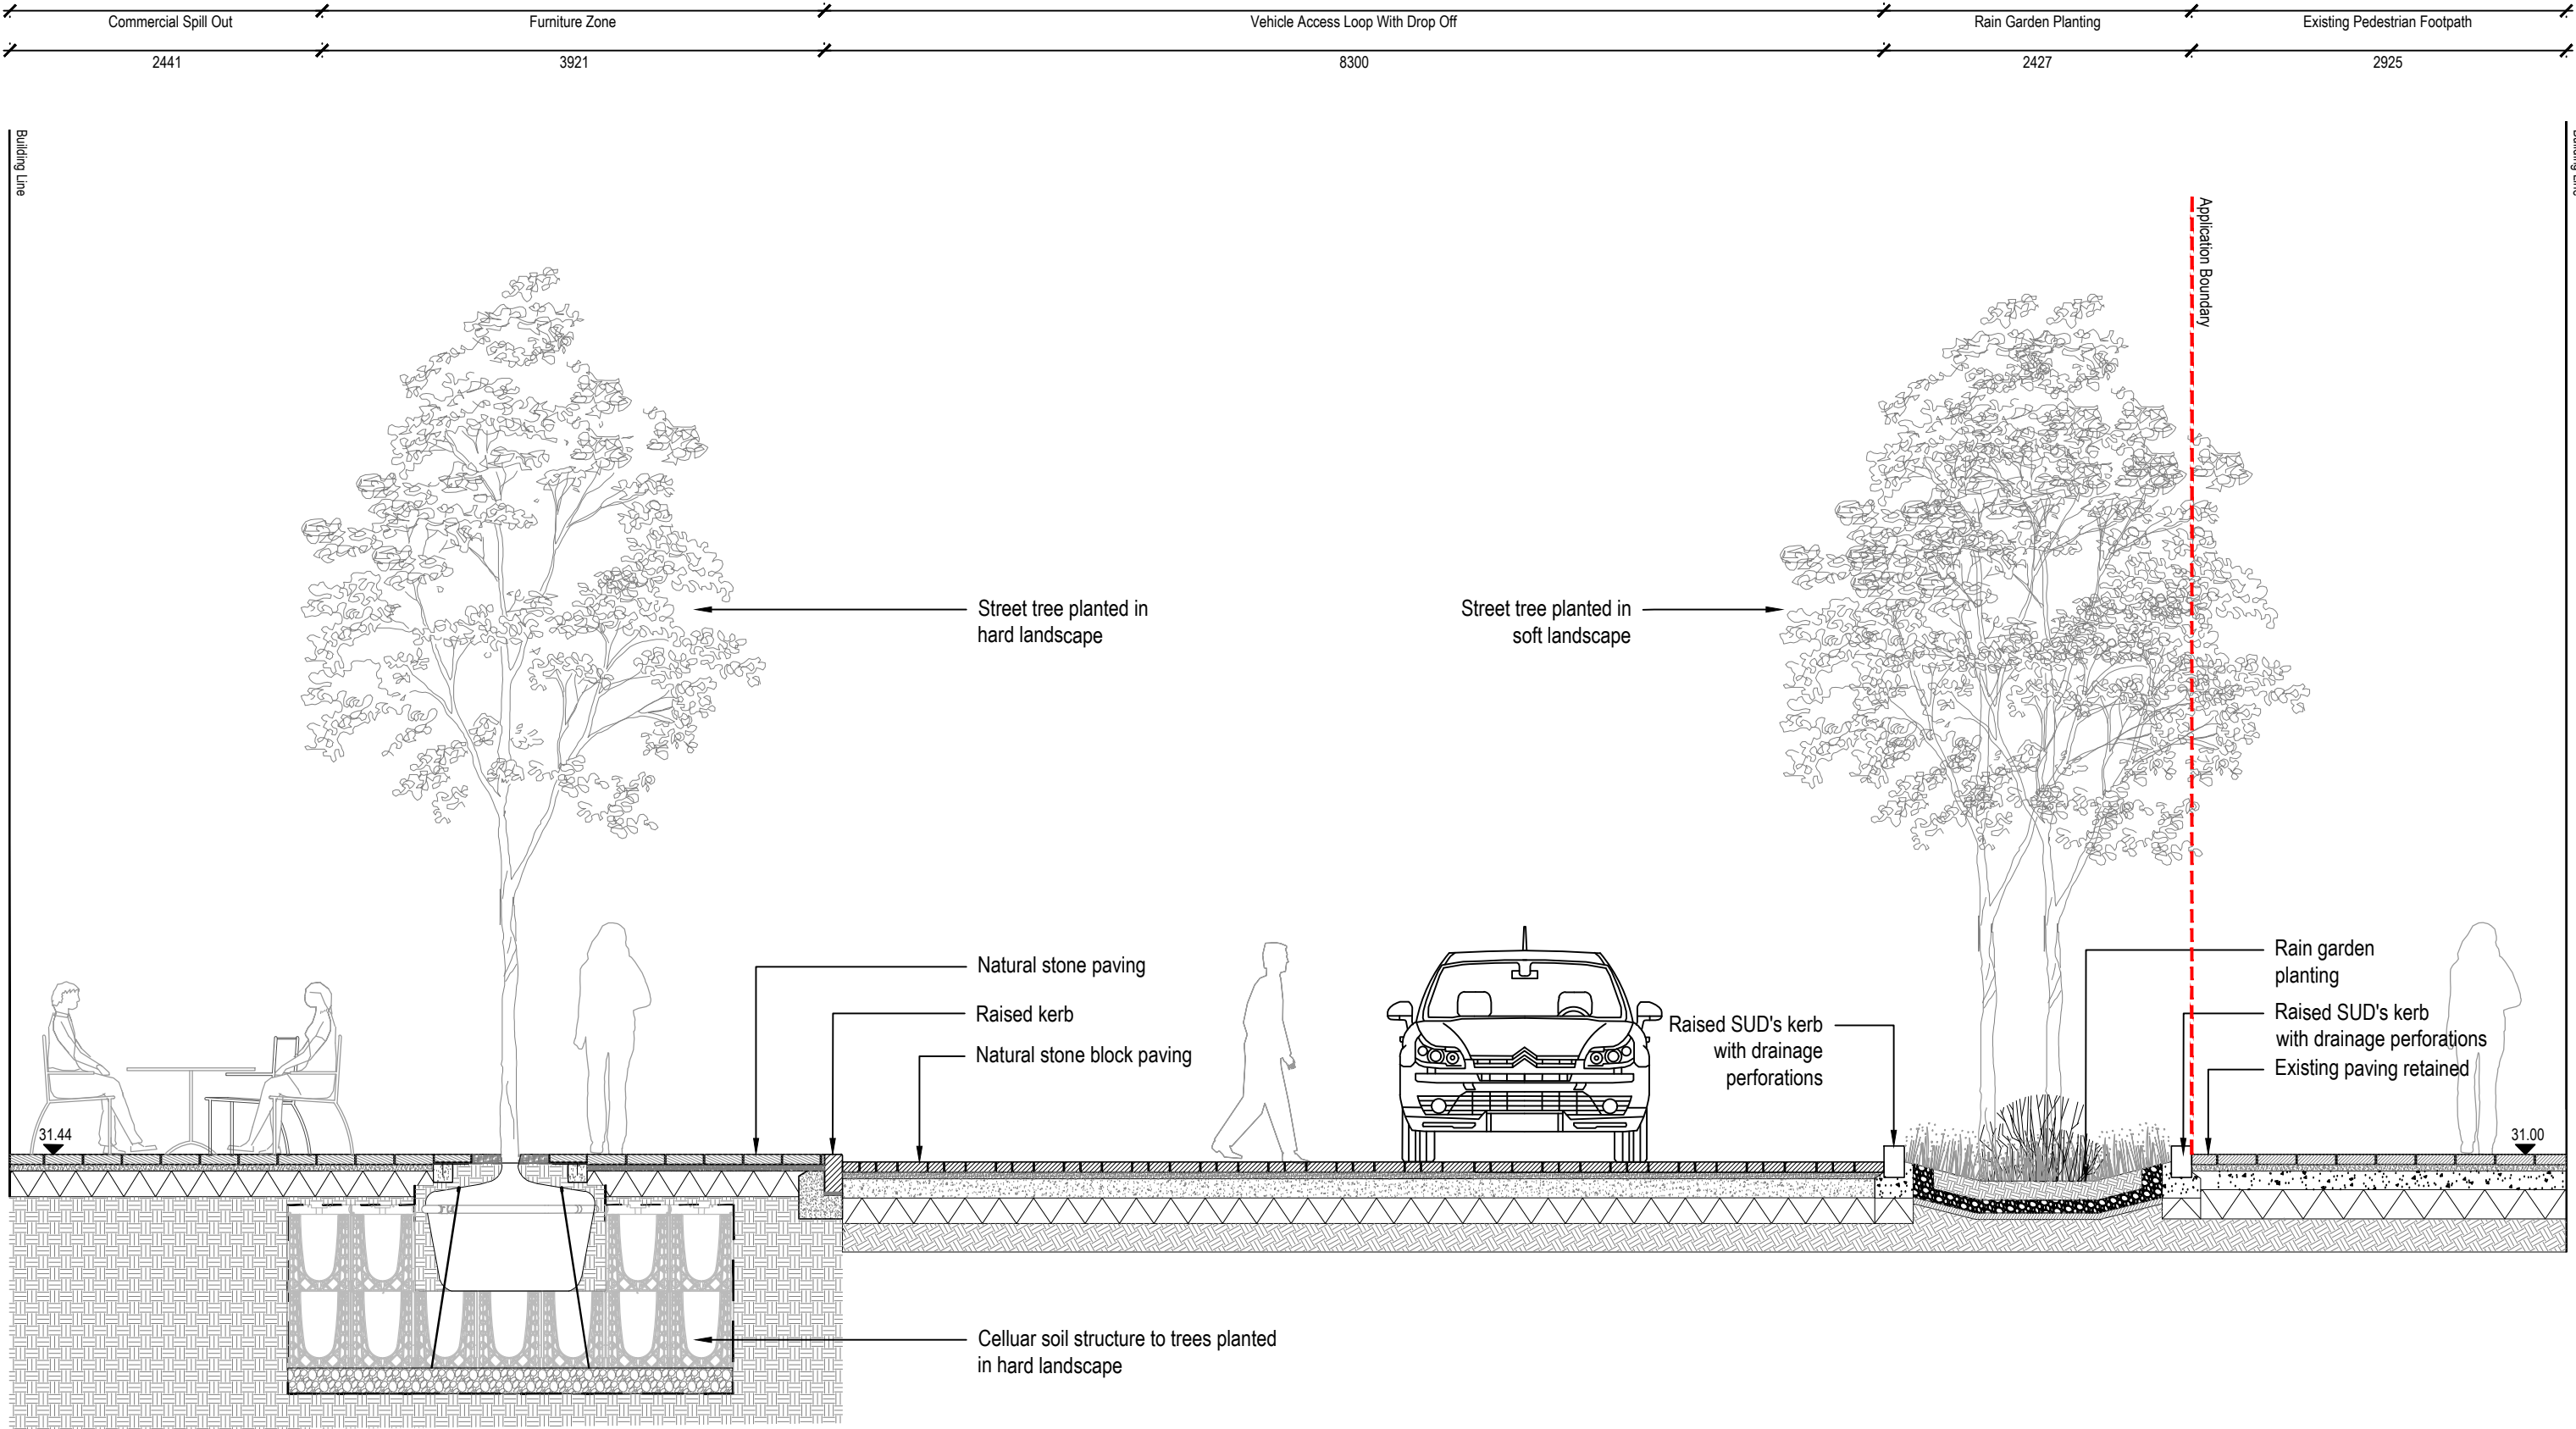 Commercial Spill Out
Furniture Zone
Vehicle Access Loop With Drop Off
Rain Garden Planting
Existing Pedestrian Footpath
2441
3921
8300
2427
2925
Building Line
Application Boundary
Street tree planted in
hard landscape
Street tree planted in
soft landscape
Natural stone paving
Raised kerb
Natural stone block paving
Raised SUD's kerb
with drainage
perforations
Rain garden
planting
Raised SUD's kerb
with drainage perforations
Existing paving retained
31.44
31.00
Celluar soil structure to trees planted
in hard landscape